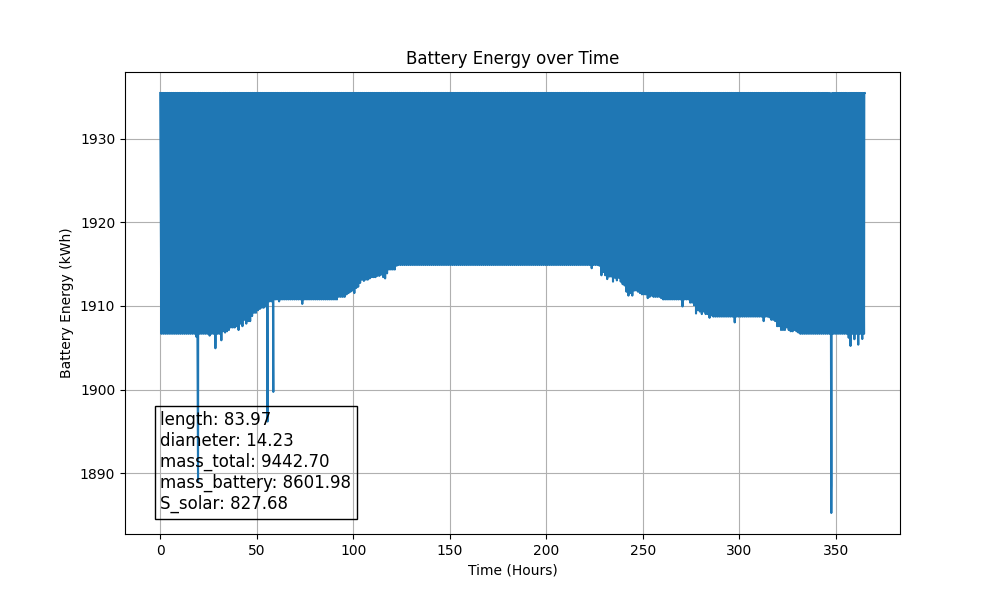 Battery Energy over Time
Battery Energy (kWh)
1930
1920
1910
1900
1890
length: 83.97
diameter: 14.23
mass_total: 9442.70
mass_battery: 8601.98
S_solar: 827.68
0 50 100 150 200 250 300 350
Time (Hours)